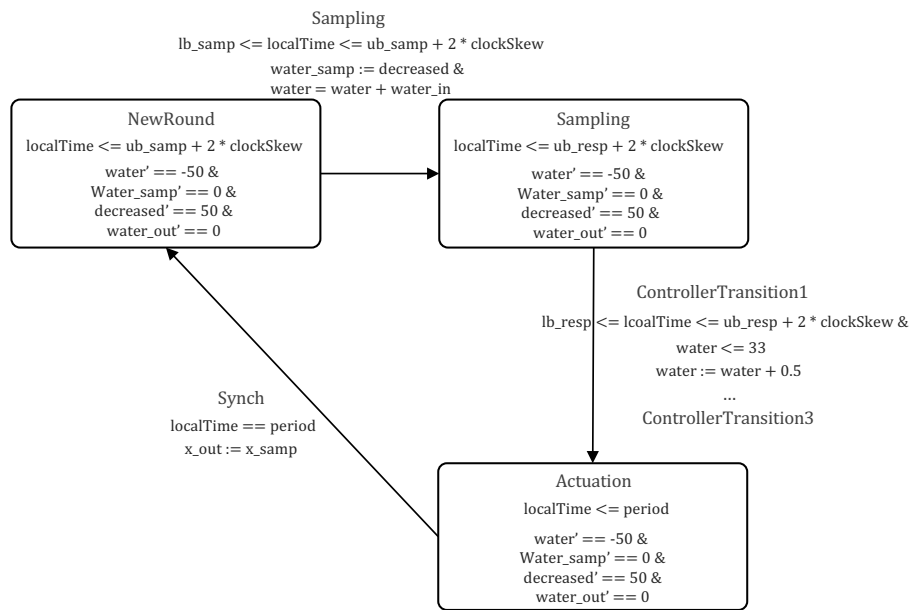 Sampling
lb_samp <= localTime <= ub_samp + 2 * clockSkew
water_samp := decreased &
water = water + water_in
NewRound
localTime <= ub_samp + 2 * clockSkew
water’ == -50 &
Water_samp’ == 0 &
decreased’ == 50 &
water_out’ == 0
Sampling
localTime <= ub_resp + 2 * clockSkew
water’ == -50 &
Water_samp’ == 0 &
decreased’ == 50 &
water_out’ == 0
ControllerTransition1
lb_resp <= lcoalTime <= ub_resp + 2 * clockSkew &
water <= 33
water := water + 0.5
...
ControllerTransition3
Synch
localTime == period
x_out := x_samp
Actuation
localTime <= period
water’ == -50 &
Water_samp’ == 0 &
decreased’ == 50 &
water_out’ == 0